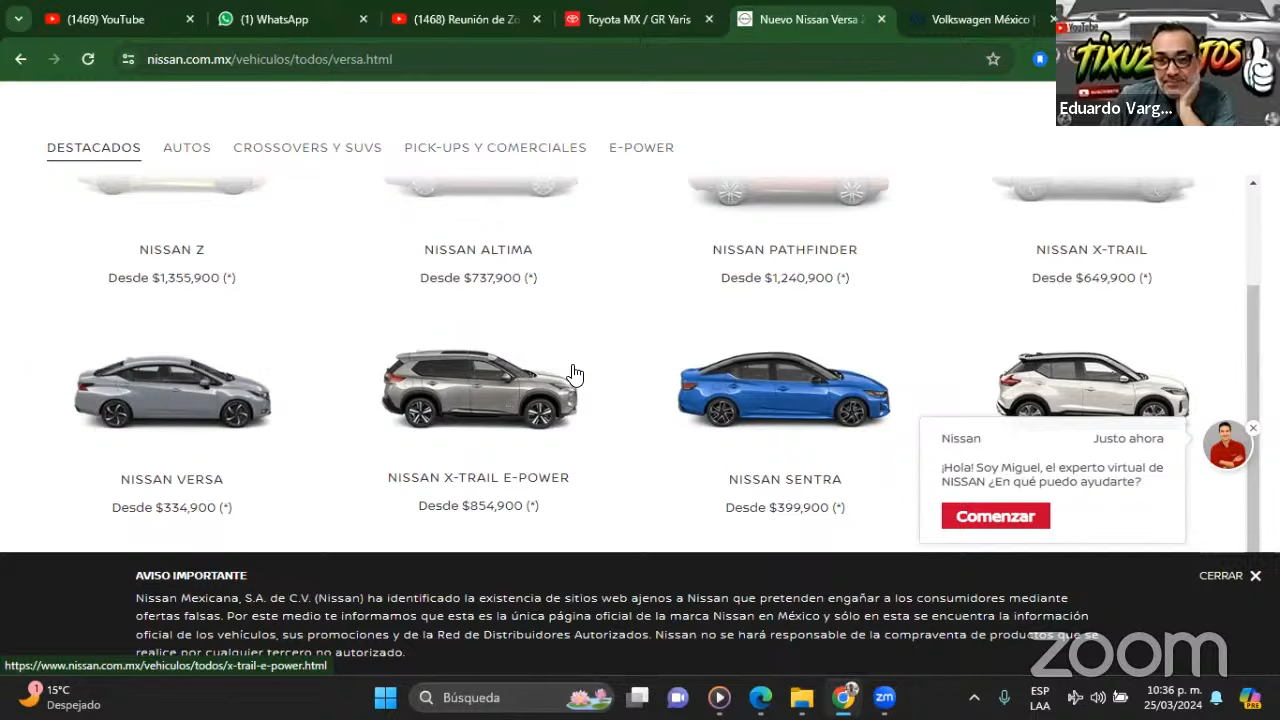 (1469) YouTube
(1) WhatsApp
(1468) Reunión de Zo
Toyota MX / GR Yaris
Nuevo Nissan Versa 2
Volkswagen México |
nissan.com.mx/vehiculos/todos/versa.html
YouTube
TIXUZ
TOS
SUSCRIBETE
Eduardo Varg...
DESTACADOS
AUTOS
CROSSOVERS Y SUVS
PICK-UPS Y COMERCIALES
E-POWER
NISSAN Z
NISSAN ALTIMA
NISSAN PATHFINDER
NISSAN X-TRAIL
Desde $1,355,900 (*)
Desde $737,900 (*)
Desde $1,240,900 (*)
Desde $649,900 (*)
NISSAN VERSA
NISSAN X-TRAIL E-POWER
NISSAN SENTRA
Desde $334,900 (*)
Desde $854,900 (*)
Desde $399,900 (*)
Nissan
Justo ahora
¡Hola! Soy Miguel, el experto virtual de
NISSAN ¿En qué puedo ayudarte?
Comenzar
AVISO IMPORTANTE
CERRAR
Nissan Mexicana, S.A. de C.V. (Nissan) ha identificado la existencia de sitios web ajenos a Nissan que pretenden engañar a los consumidores mediante
ofertas falsas. Por este medio te informamos que esta es la única página oficial de la marca Nissan en México y sólo en esta se encuentra la información
oficial de los vehículos, sus promociones y de la Red de Distribuidores Autorizados. Nissan no se hará responsable de la compraventa de productos que se
realice por cualquier tercero no autorizado.
https://www.nissan.com.mx/vehiculos/todos/x-trail-e-power.html
zoom
1
15°C
Despejado
Búsqueda
zm
ESP
LAA
10:36 p. m.
25/03/2024
PRE